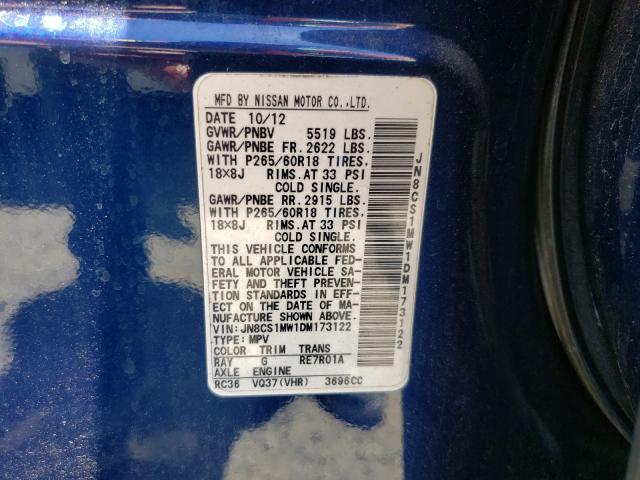 MFD BY NISSAN MOTOR CO.,LTD.
DATE 10/12
GVWR/PNBV 5519 LBS.
GAWR/PNBE FR. 2622 LBS.
WITH P265/60R18 TIRES,
18×8J RIMS.AT 33 PSI
COLD SINGLE.
GAWR/PNBE RR. 2915 LBS.
WITH P265/60R18 TIRES,
18×8J RIMS.AT 33 PSI
COLD SINGLE.
THIS VEHICLE CONFORMS
TO ALL APPLICABLE FED-
ERAL MOTOR VEHICLE SA-
FETY AND THEFT PREVEN-
TION STANDARDS IN EFF-
ECT ON THE DATE OF MA-
NUFACTURE SHOWN ABOVE.
VIN:JN8CS1MW1DM173122
TYPE:MPV
COLOR TRIM TRANS
RAY G RE7R01A
AXLE ENGINE
RC36 VQ37(VHR) 3696CC
JN8CS1MW1DM173122